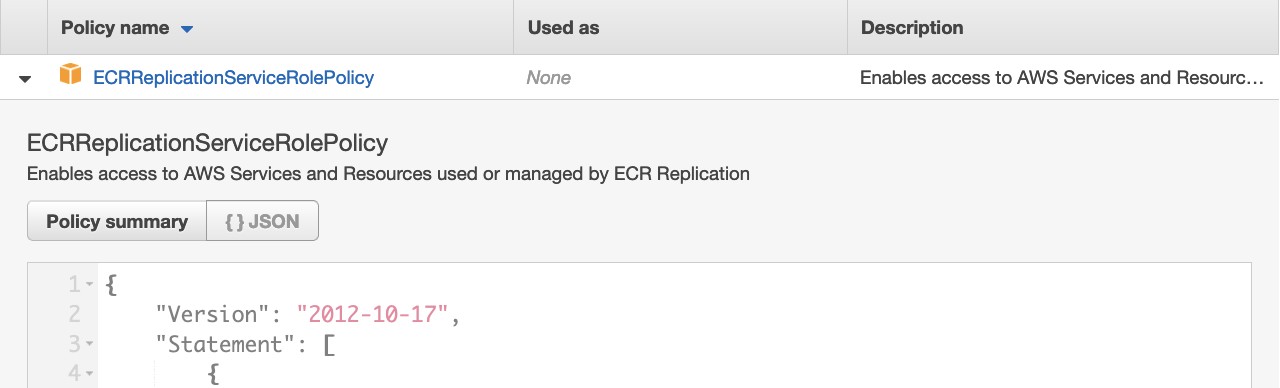 Policy name Used as Description
ECRReplicationServiceRolePolicy None Enables access to AWS Services and Resourc…
ECRReplicationServiceRolePolicy
Enables access to AWS Services and Resources used or managed by ECR Replication
Policy summary { } JSON
1 {
2 "Version": "2012-10-17",
3 "Statement": [
4 {